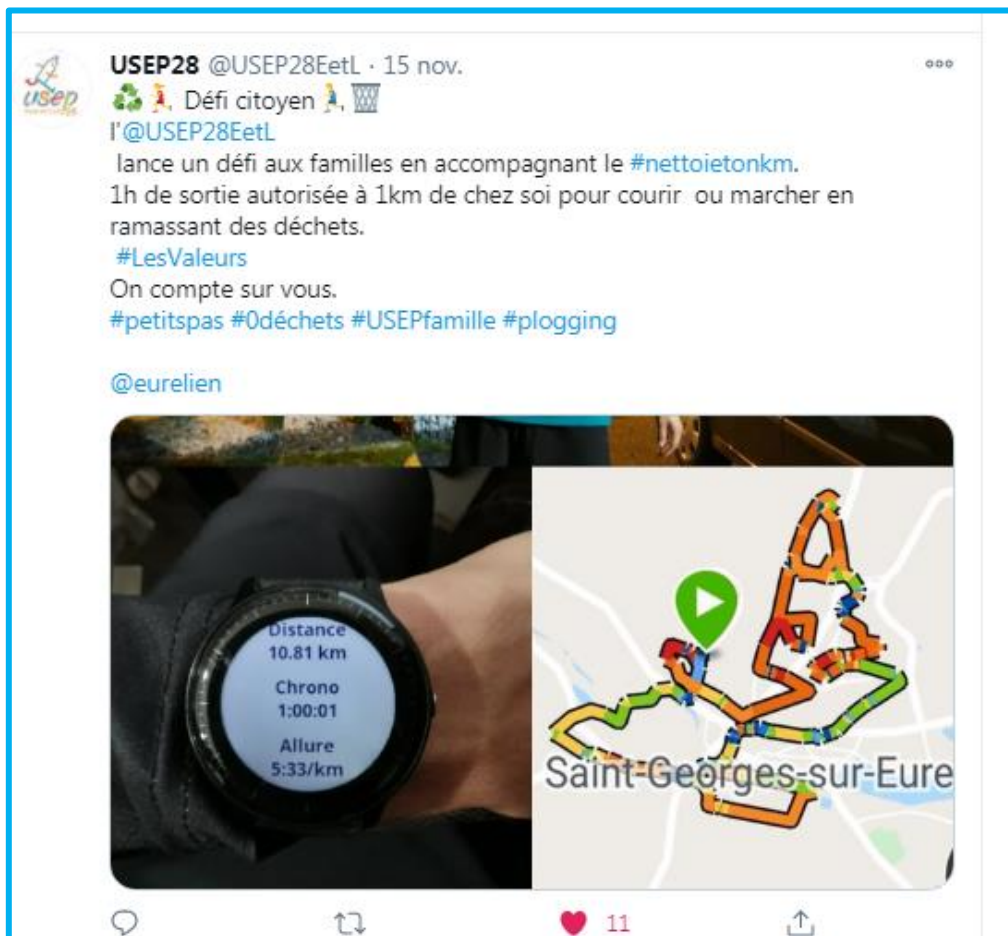 USEP28 @USEP28EetL · 15 nov.
usep
♻️🏃 Défi citoyen 🏃🗑️
l'@USEP28EetL
lance un défi aux familles en accompagnant le #nettoietonkm.
1h de sortie autorisée à 1km de chez soi pour courir ou marcher en
ramassant des déchets.
#LesValeurs
On compte sur vous.
#petitspas #0déchets #USEPfamille #plogging
@eurelien
Distance
10.81 km
Chrono
1:00:01
Allure
5:33/km
Saint-Georges-sur-Eure
11